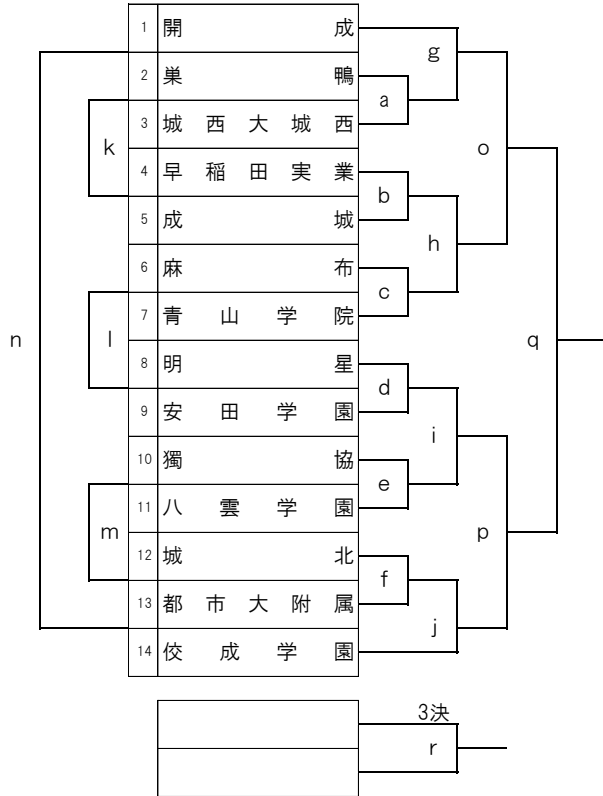 1 開成
g
2 巣鴨
a
3 城西大城西
k
o
4 早稲田実業
b
5 成城
h
6 麻布
c
7 青山学院
n
l
q
8 明星
d
9 安田学園
i
10 獨協
e
11 八雲学園
m
p
12 城北
f
13 都市大附属
j
14 佼成学園
3決
r